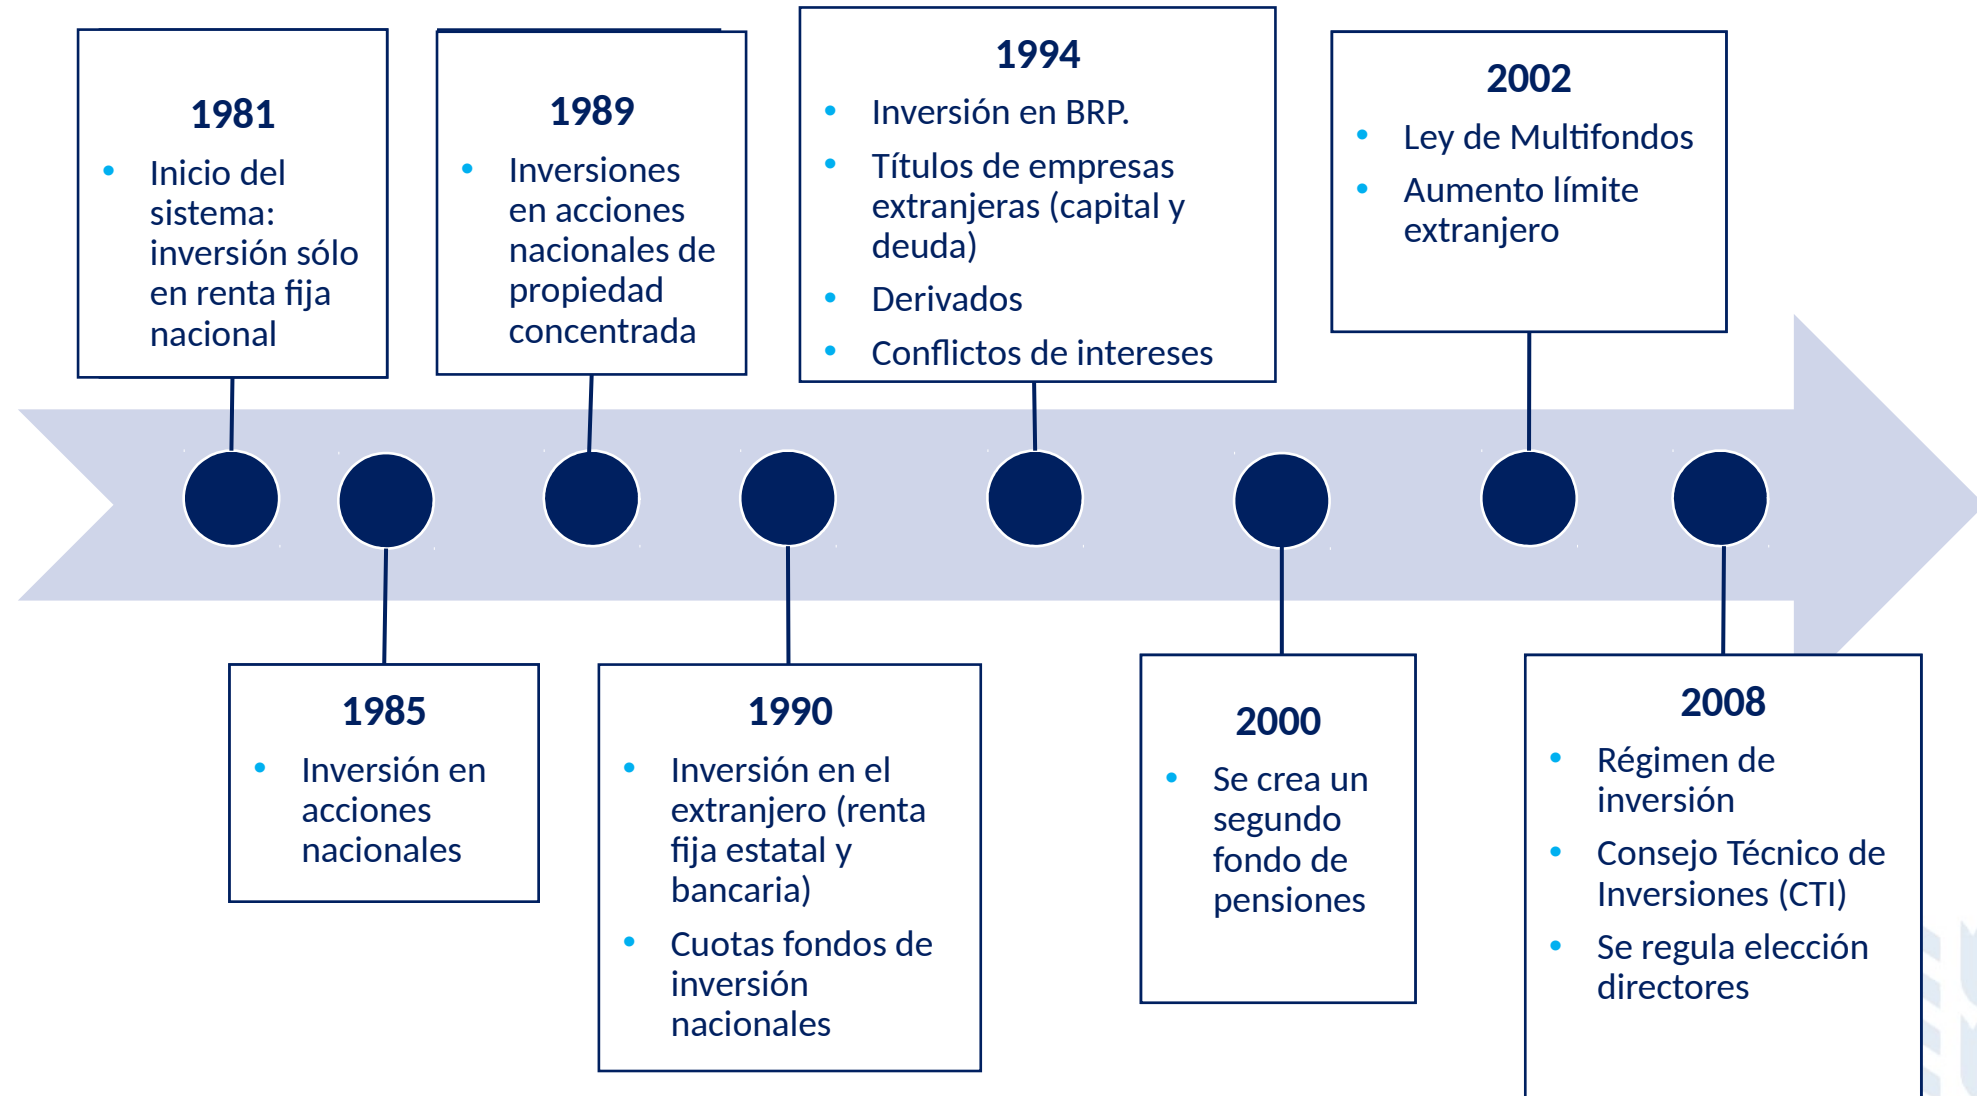 1981
• Inicio del
sistema:
inversión sólo
en renta fija
nacional
1989
• Inversiones
en acciones
nacionales de
propiedad
concentrada
1994
• Inversión en BRP.
• Títulos de empresas
extranjeras (capital y
deuda)
• Derivados
• Conflictos de intereses
2002
• Ley de Multifondos
• Aumento límite
extranjero
1985
• Inversión en
acciones
nacionales
1990
• Inversión en el
extranjero (renta
fija estatal y
bancaria)
• Cuotas fondos de
inversión
nacionales
2000
• Se crea un
segundo
fondo de
pensiones
2008
• Régimen de
inversión
• Consejo Técnico de
Inversiones (CTI)
• Se regula elección
directores